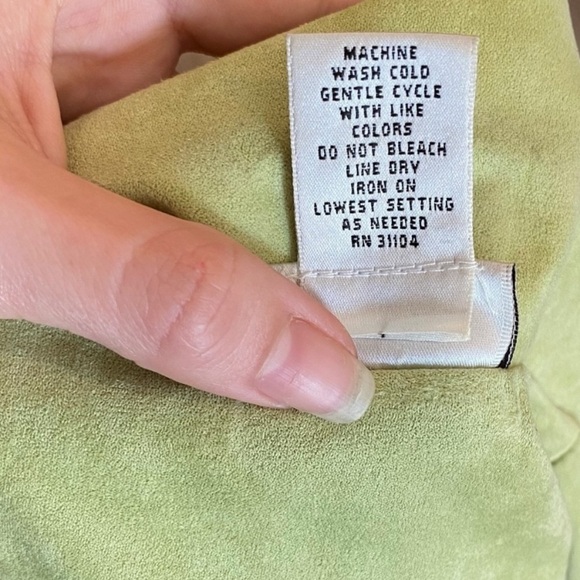 MACHINE
WASH COLD
GENTLE CYCLE
WITH LIKE
COLORS
DO NOT BLEACH
LINE DRY
IRON ON
LOWEST SETTING
AS NEEDED
RN 31104